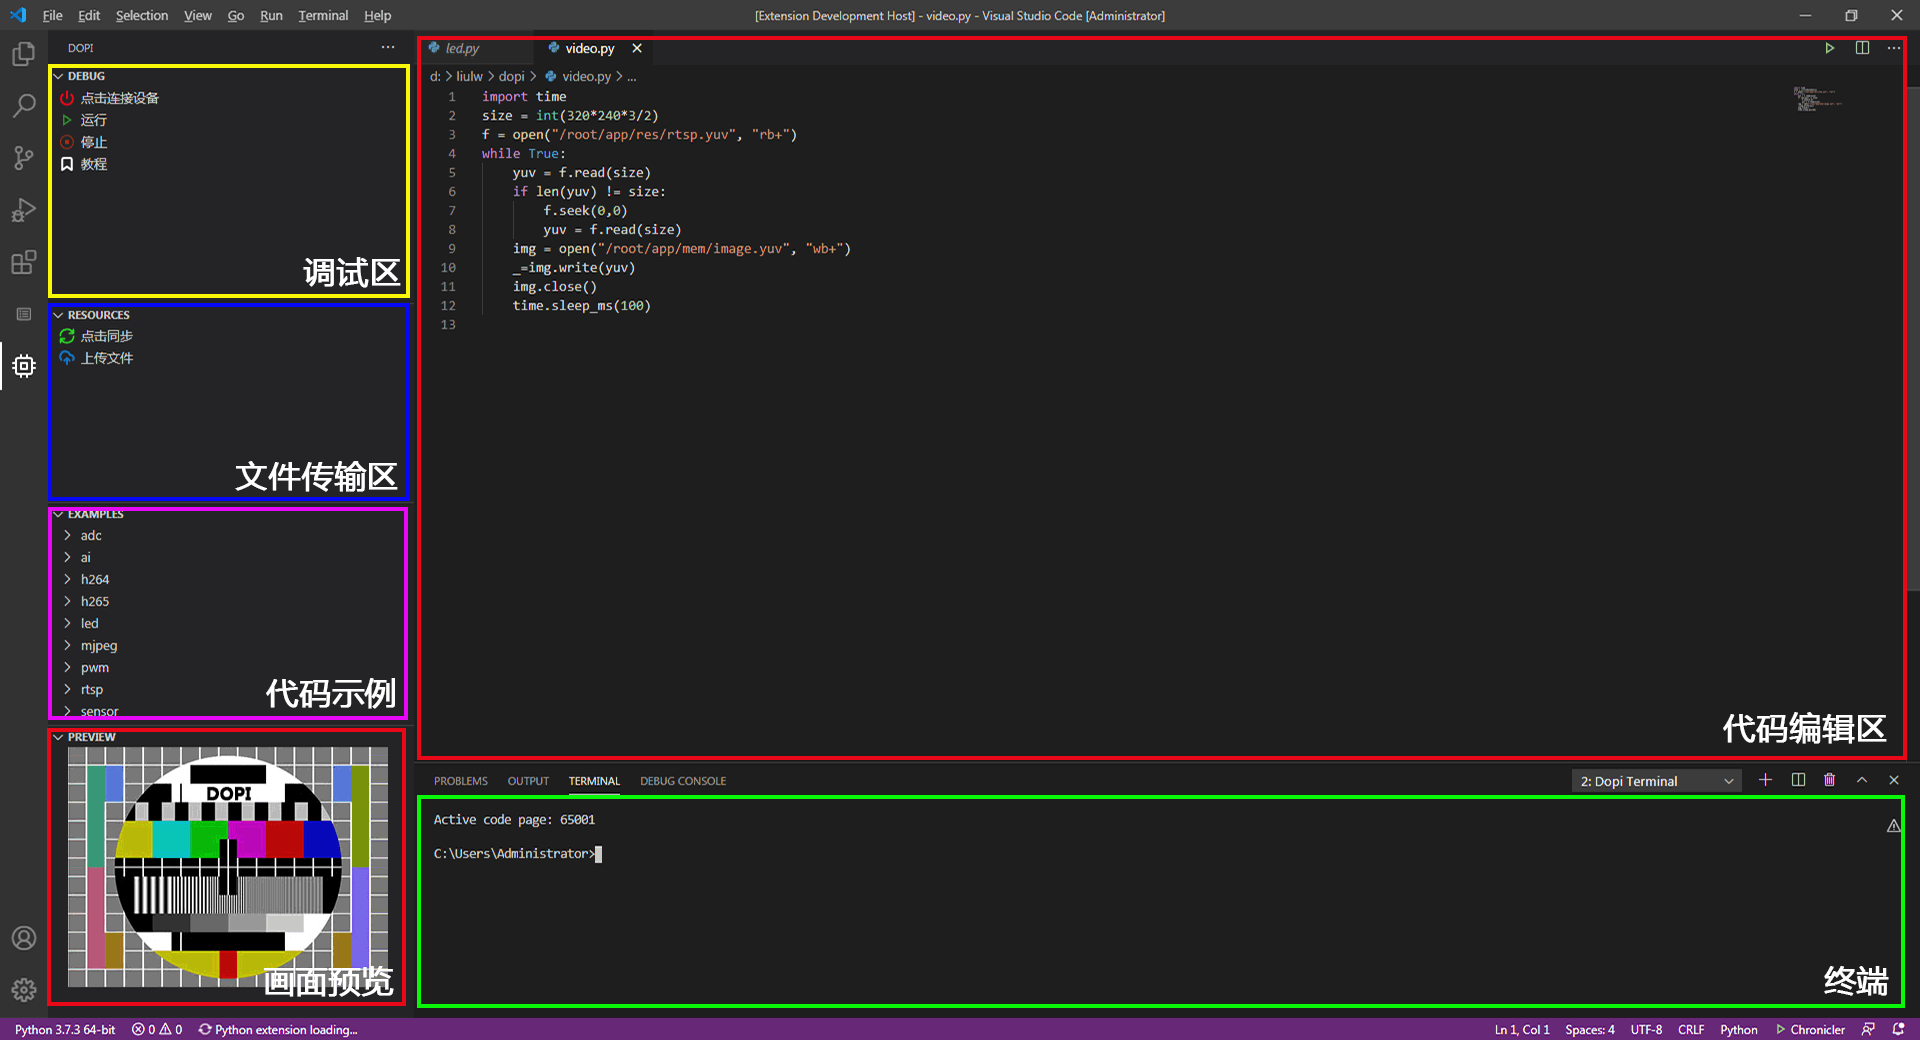 File Edit Selection View Go Run Terminal Help
[Extension Development Host] - video.py - Visual Studio Code [Administrator]
DOPI
DEBUG
点击连接设备
运行
停止
教程
调试区
RESOURCES
点击同步
上传文件
文件传输区
EXAMPLES
adc
ai
h264
h265
led
mjpeg
pwm
rtsp
sensor
代码示例
PREVIEW
DOPI
画面预览
led.py
video.py
d: > liulw > dopi > video.py > ...
1 import time
2 size = int(320*240*3/2)
3 f = open("/root/app/res/rtsp.yuv", "rb+")
4 while True:
5 yuv = f.read(size)
6 if len(yuv) != size:
7 f.seek(0,0)
8 yuv = f.read(size)
9 img = open("/root/app/mem/image.yuv", "wb+")
10 _=img.write(yuv)
11 img.close()
12 time.sleep_ms(100)
13
代码编辑区
PROBLEMS OUTPUT TERMINAL DEBUG CONSOLE
2: Dopi Terminal
Active code page: 65001
C:\Users\Administrator>
终端
Python 3.7.3 64-bit 0 0 Python extension loading...
Ln 1, Col 1 Spaces: 4 UTF-8 CRLF Python Chronicler